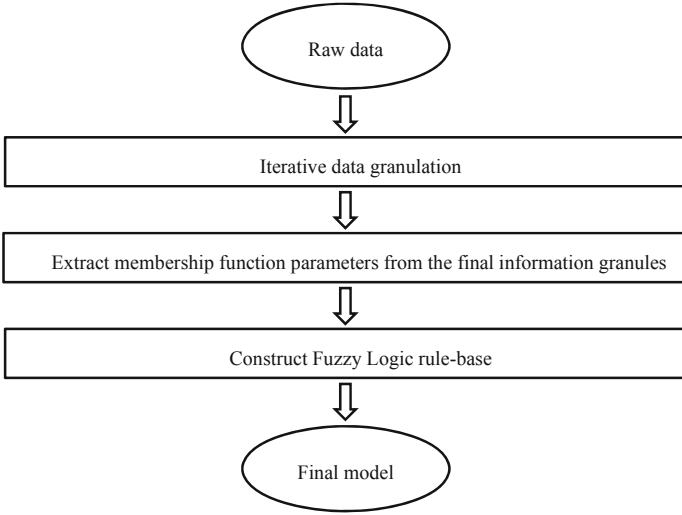 Raw data
Iterative data granulation
Extract membership function parameters from the final information granules
Construct Fuzzy Logic rule-base
Final model